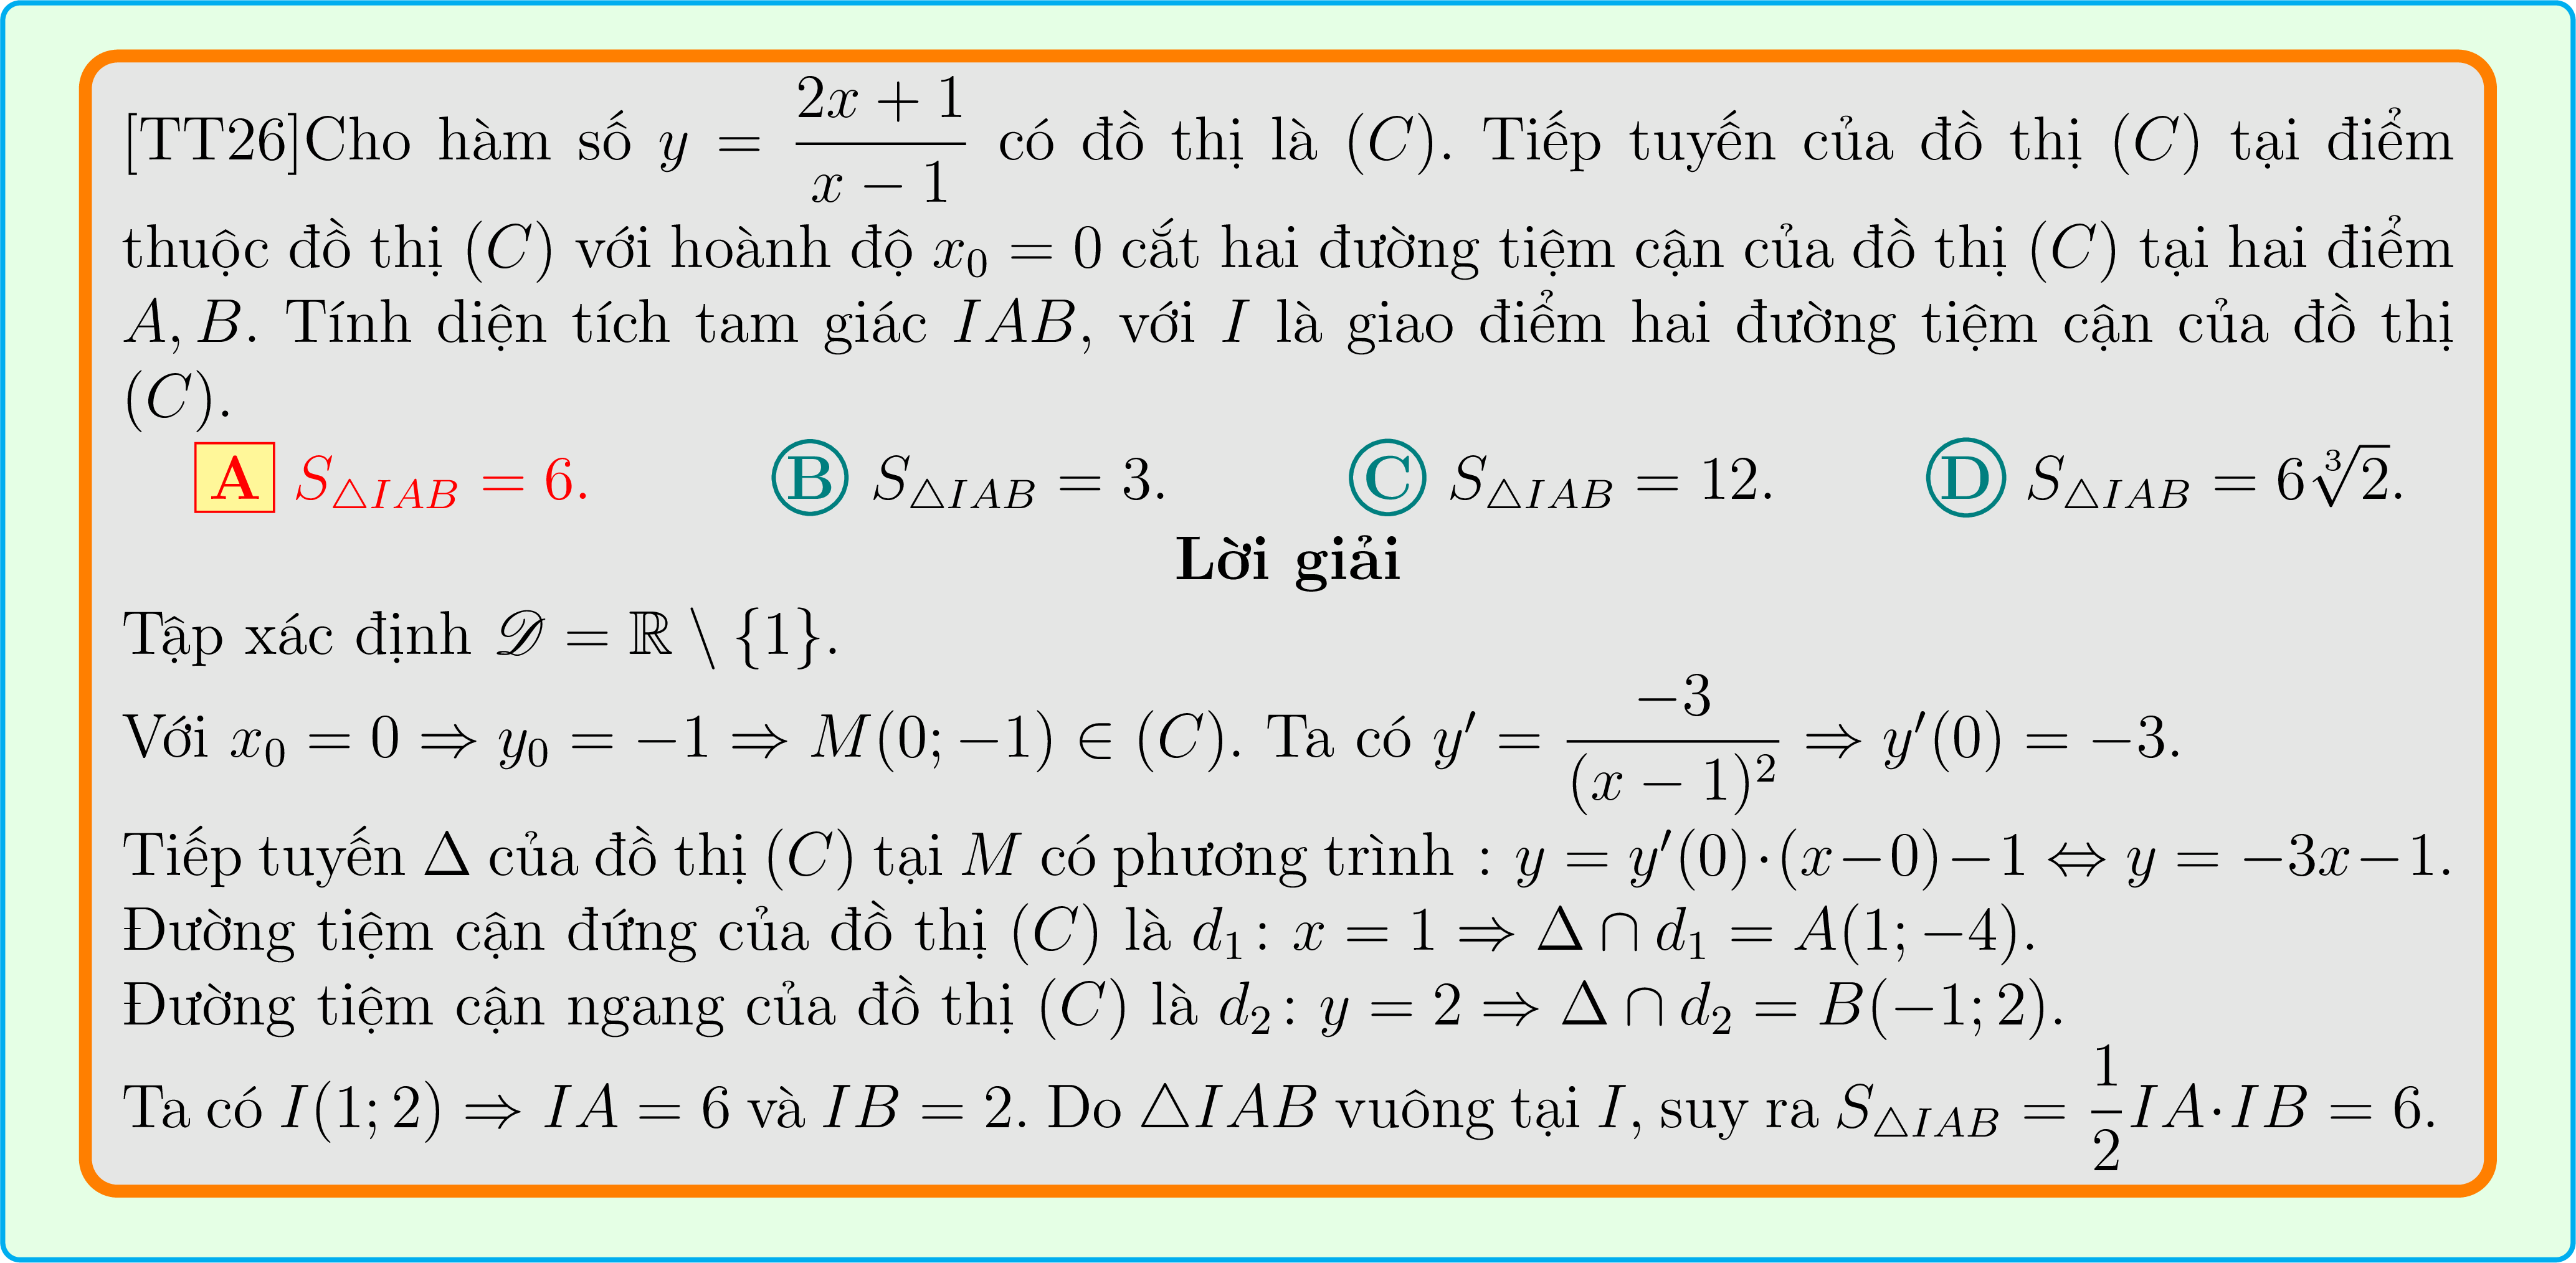 [TT26]Cho hàm số $y = \dfrac{2x+1}{x-1}$ có đồ thị là $(C)$. Tiếp tuyến của đồ thị $(C)$ tại điểm
thuộc đồ thị $(C)$ với hoành độ $x_0 = 0$ cắt hai đường tiệm cận của đồ thị $(C)$ tại hai điểm
$A, B$. Tính diện tích tam giác $IAB$, với $I$ là giao điểm hai đường tiệm cận của đồ thị
$(C)$.
A $S_{\triangle IAB} = 6$. B $S_{\triangle IAB} = 3$. C $S_{\triangle IAB} = 12$. D $S_{\triangle IAB} = 6\sqrt[3]{2}$.
Lời giải
Tập xác định $\mathscr{D} = \mathbb{R} \setminus \{1\}$.
Với $x_0 = 0 \Rightarrow y_0 = -1 \Rightarrow M(0; -1) \in (C)$. Ta có $y' = \dfrac{-3}{(x-1)^2} \Rightarrow y'(0) = -3$.
Tiếp tuyến $\Delta$ của đồ thị $(C)$ tại $M$ có phương trình : $y = y'(0) \cdot (x-0) - 1 \Leftrightarrow y = -3x - 1$.
Đường tiệm cận đứng của đồ thị $(C)$ là $d_1 : x = 1 \Rightarrow \Delta \cap d_1 = A(1; -4)$.
Đường tiệm cận ngang của đồ thị $(C)$ là $d_2 : y = 2 \Rightarrow \Delta \cap d_2 = B(-1; 2)$.
Ta có $I(1; 2) \Rightarrow IA = 6$ và $IB = 2$. Do $\triangle IAB$ vuông tại $I$, suy ra $S_{\triangle IAB} = \dfrac{1}{2} IA \cdot IB = 6$.